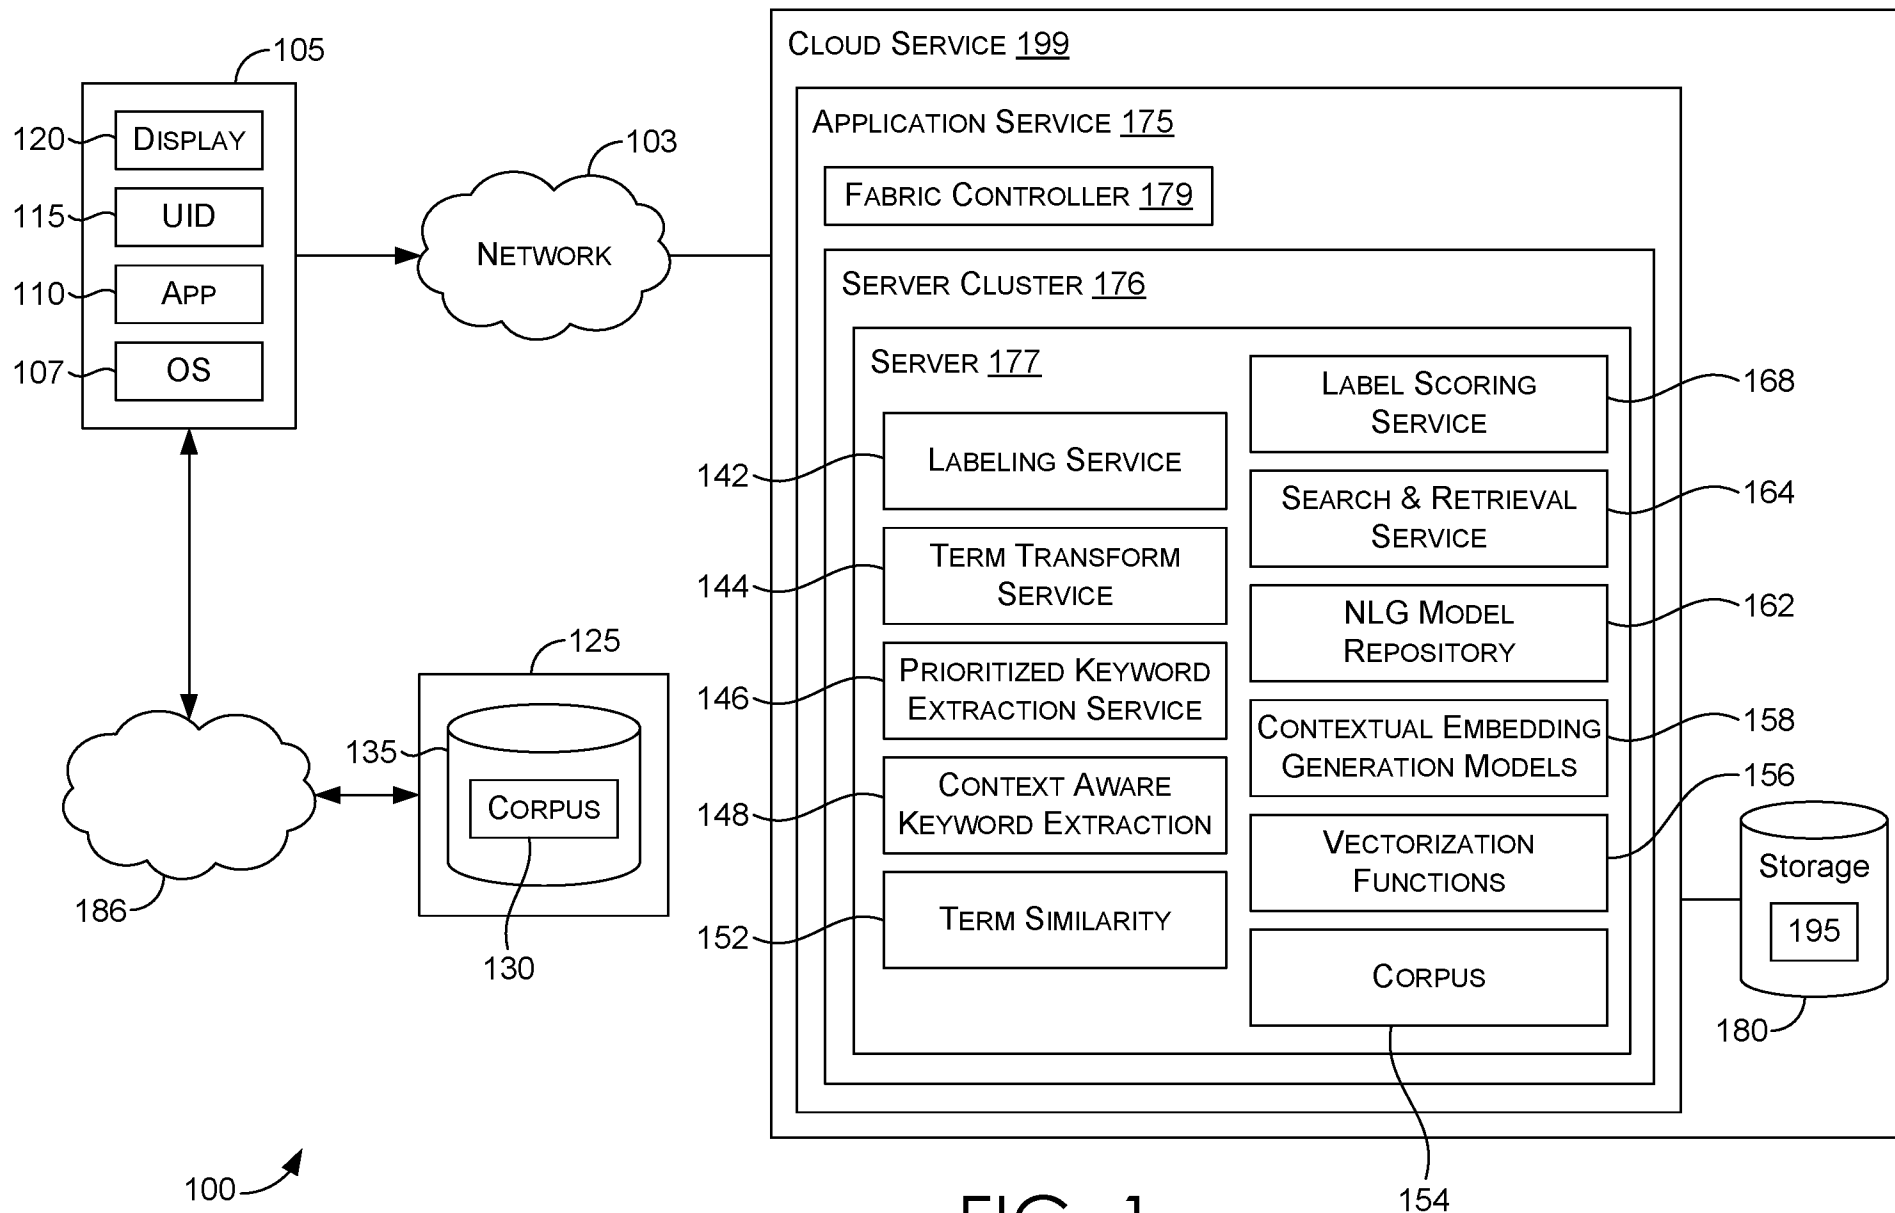 105
120
DISPLAY
115
UID
110
APP
107
OS
103
NETWORK
186
125
135
CORPUS
130
100
CLOUD SERVICE 199
APPLICATION SERVICE 175
FABRIC CONTROLLER 179
SERVER CLUSTER 176
SERVER 177
142
LABELING SERVICE
144
TERM TRANSFORM
SERVICE
146
PRIORITIZED KEYWORD
EXTRACTION SERVICE
148
CONTEXT AWARE
KEYWORD EXTRACTION
152
TERM SIMILARITY
LABEL SCORING
SERVICE
168
SEARCH & RETRIEVAL
SERVICE
164
NLG MODEL
REPOSITORY
162
CONTEXTUAL EMBEDDING
GENERATION MODELS
158
VECTORIZATION
FUNCTIONS
156
CORPUS
154
Storage
195
180
FIG. 1